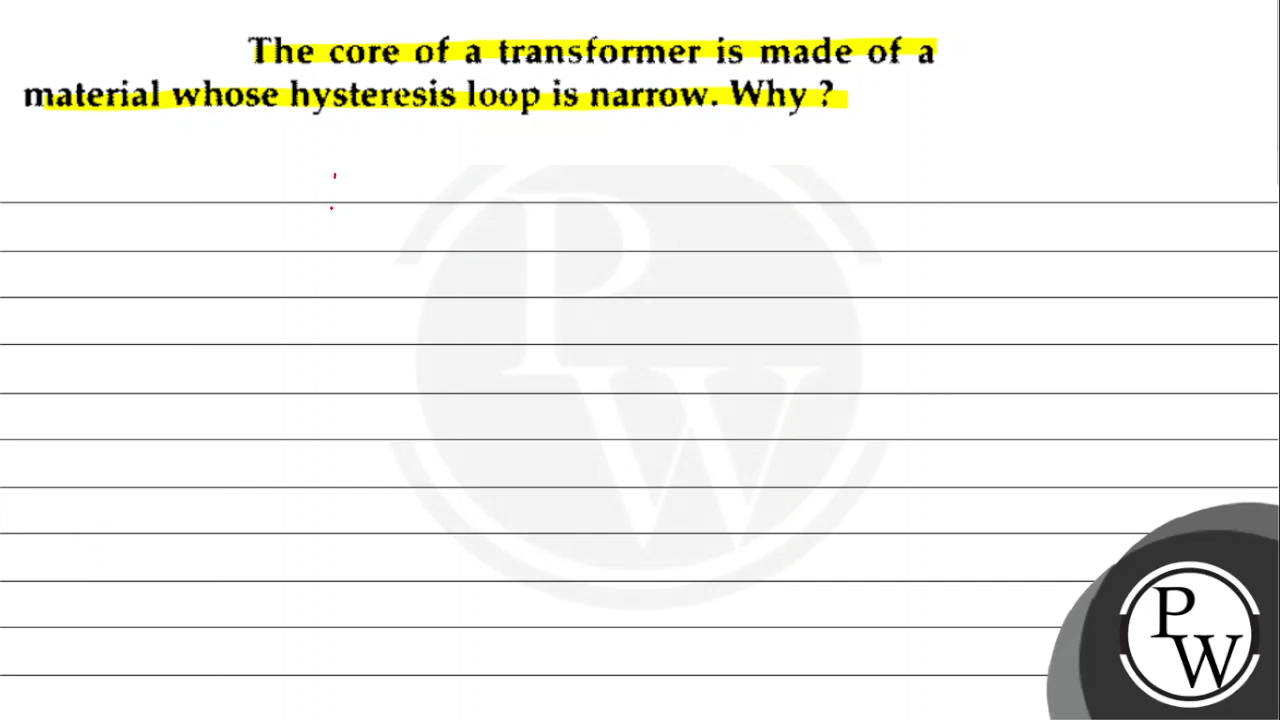 The core of a transformer is made of a
material whose hysteresis loop is narrow. Why ?
P
W
P
W